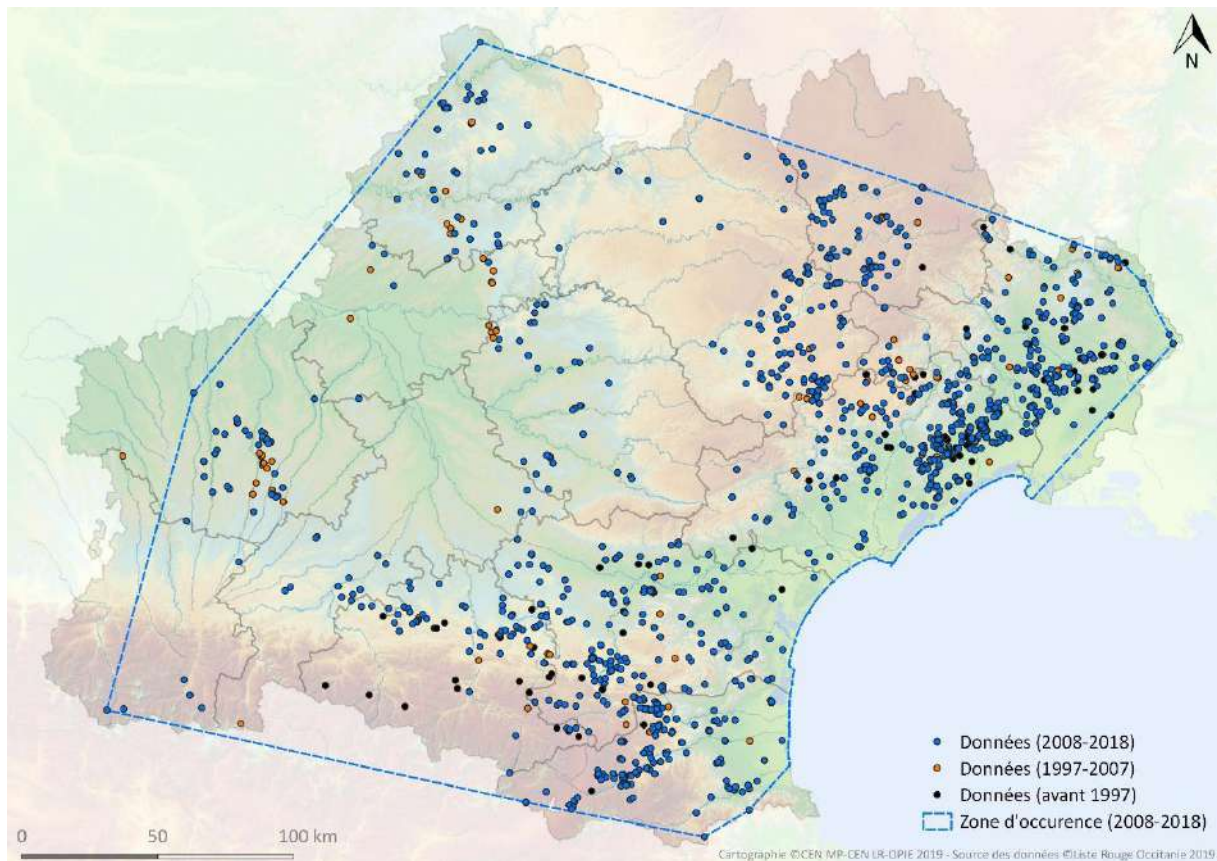 N
Données (2008-2018)
Données (1997-2007)
Données (avant 1997)
Zone d'occurence (2008-2018)
0 50 100 km
Cartographie ©CEN MP-CEN LR-OPIE 2019 - Source des données ©Liste Rouge Occitanie 2019